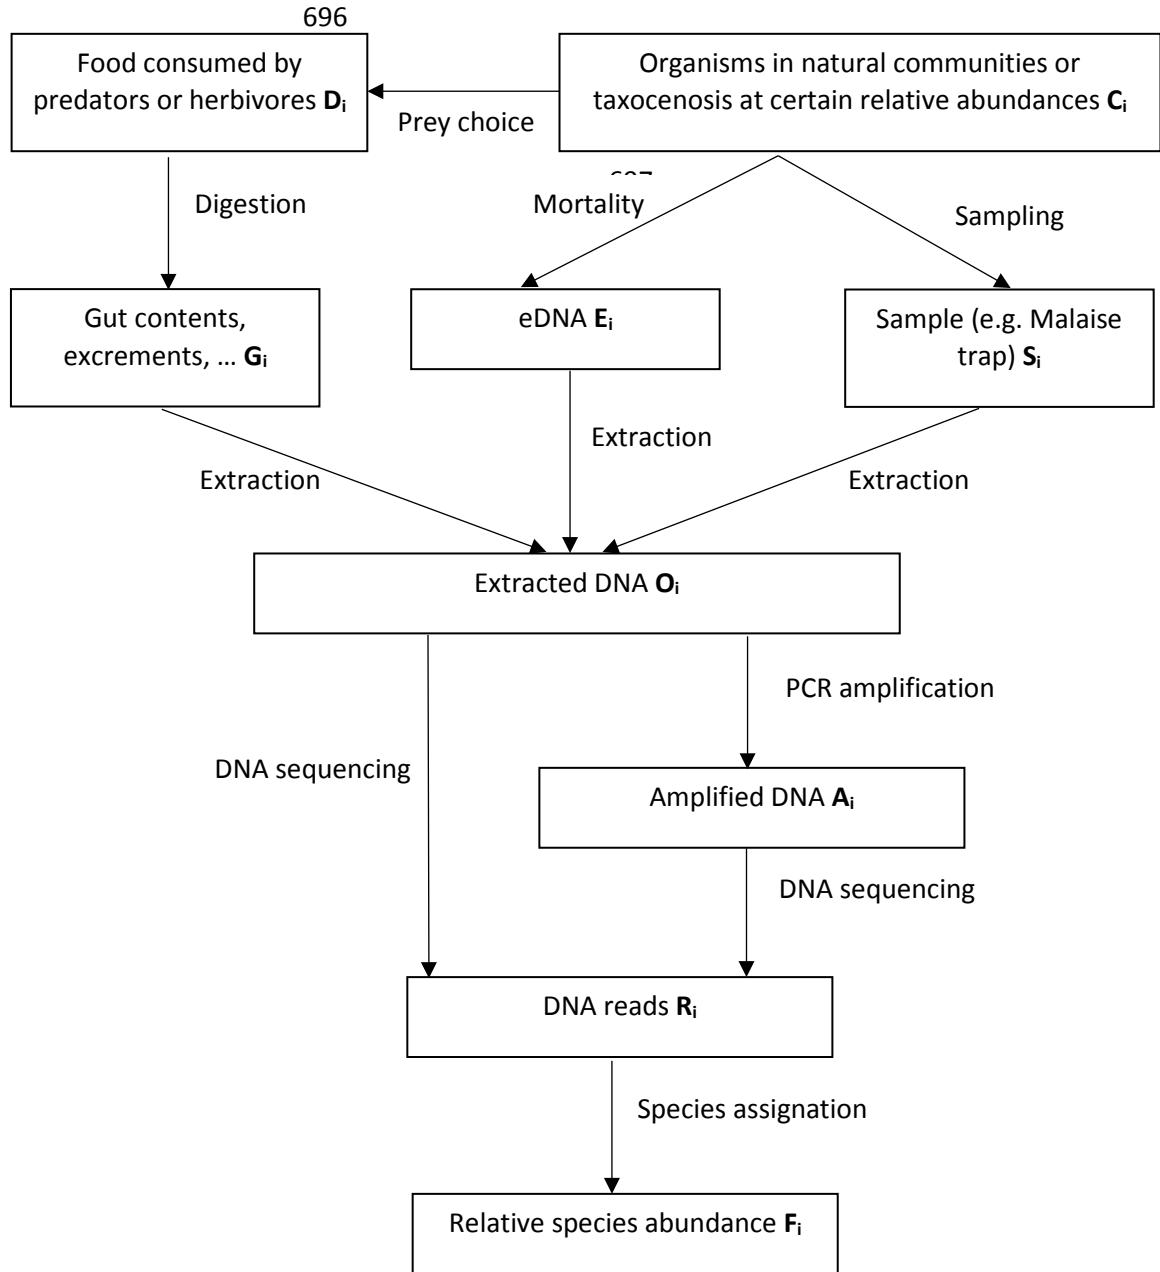 696
Food consumed by
predators or herbivores Di
Organisms in natural communities or
taxocenosis at certain relative abundances Ci
Prey choice
Digestion
Mortality
Sampling
Gut contents,
excrements, ... Gi
eDNA Ei
Sample (e.g. Malaise
trap) Si
Extraction
Extraction
Extraction
Extracted DNA Oi
PCR amplification
DNA sequencing
Amplified DNA Ai
DNA sequencing
DNA reads Ri
Species assignation
Relative species abundance Fi